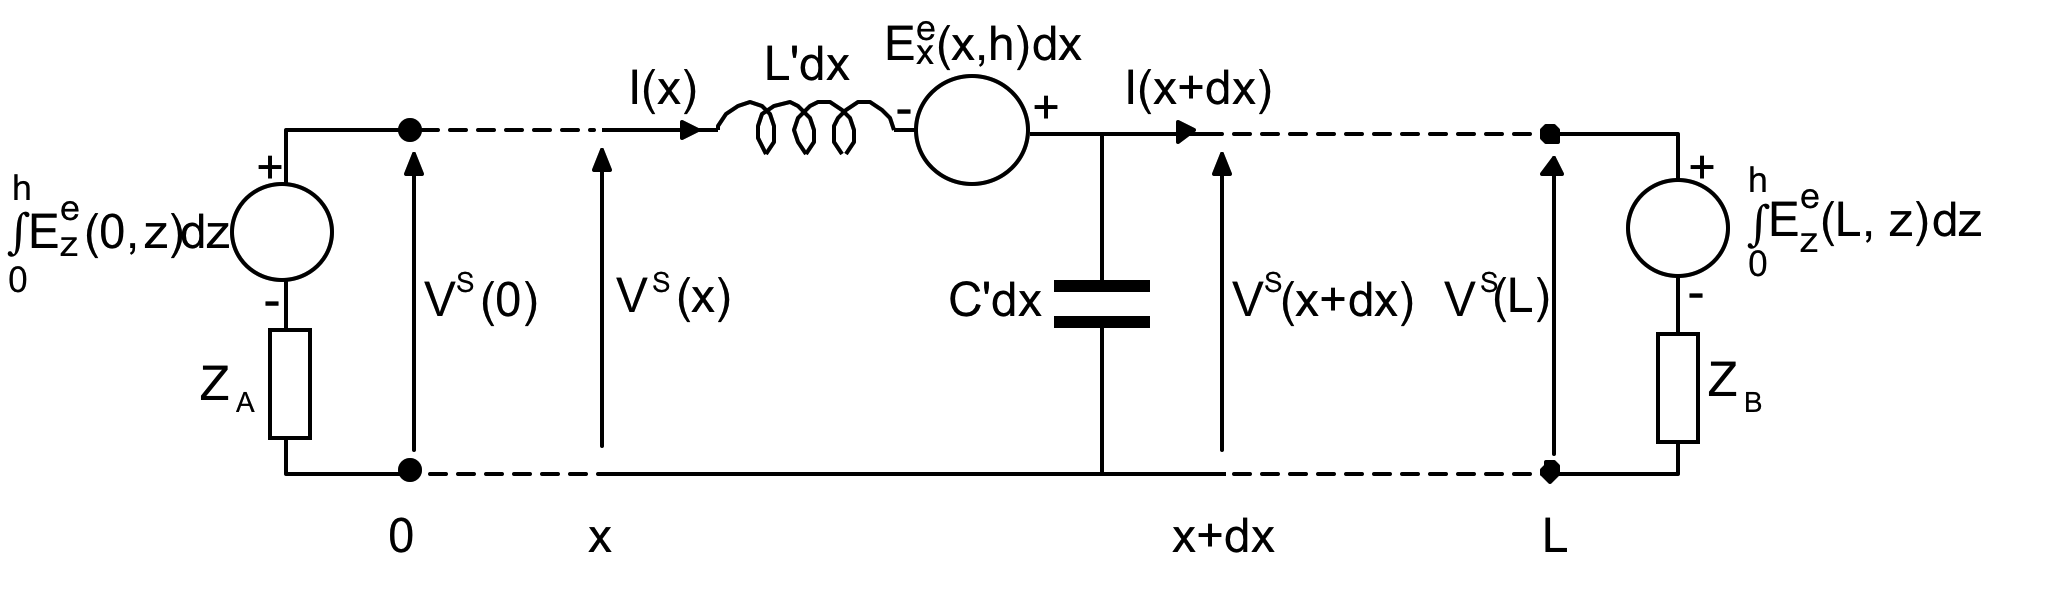 E_x^e(x,h)dx
L'dx
I(x)
- +
I(x+dx)
+
h
∫E_z^e(0,z)dz
0
-
Z_A
V^S(0)
V^S(x)
C'dx
V^S(x+dx)
V^S(L)
+
h
∫E_z^e(L, z)dz
0
-
Z_B
0
x
x+dx
L